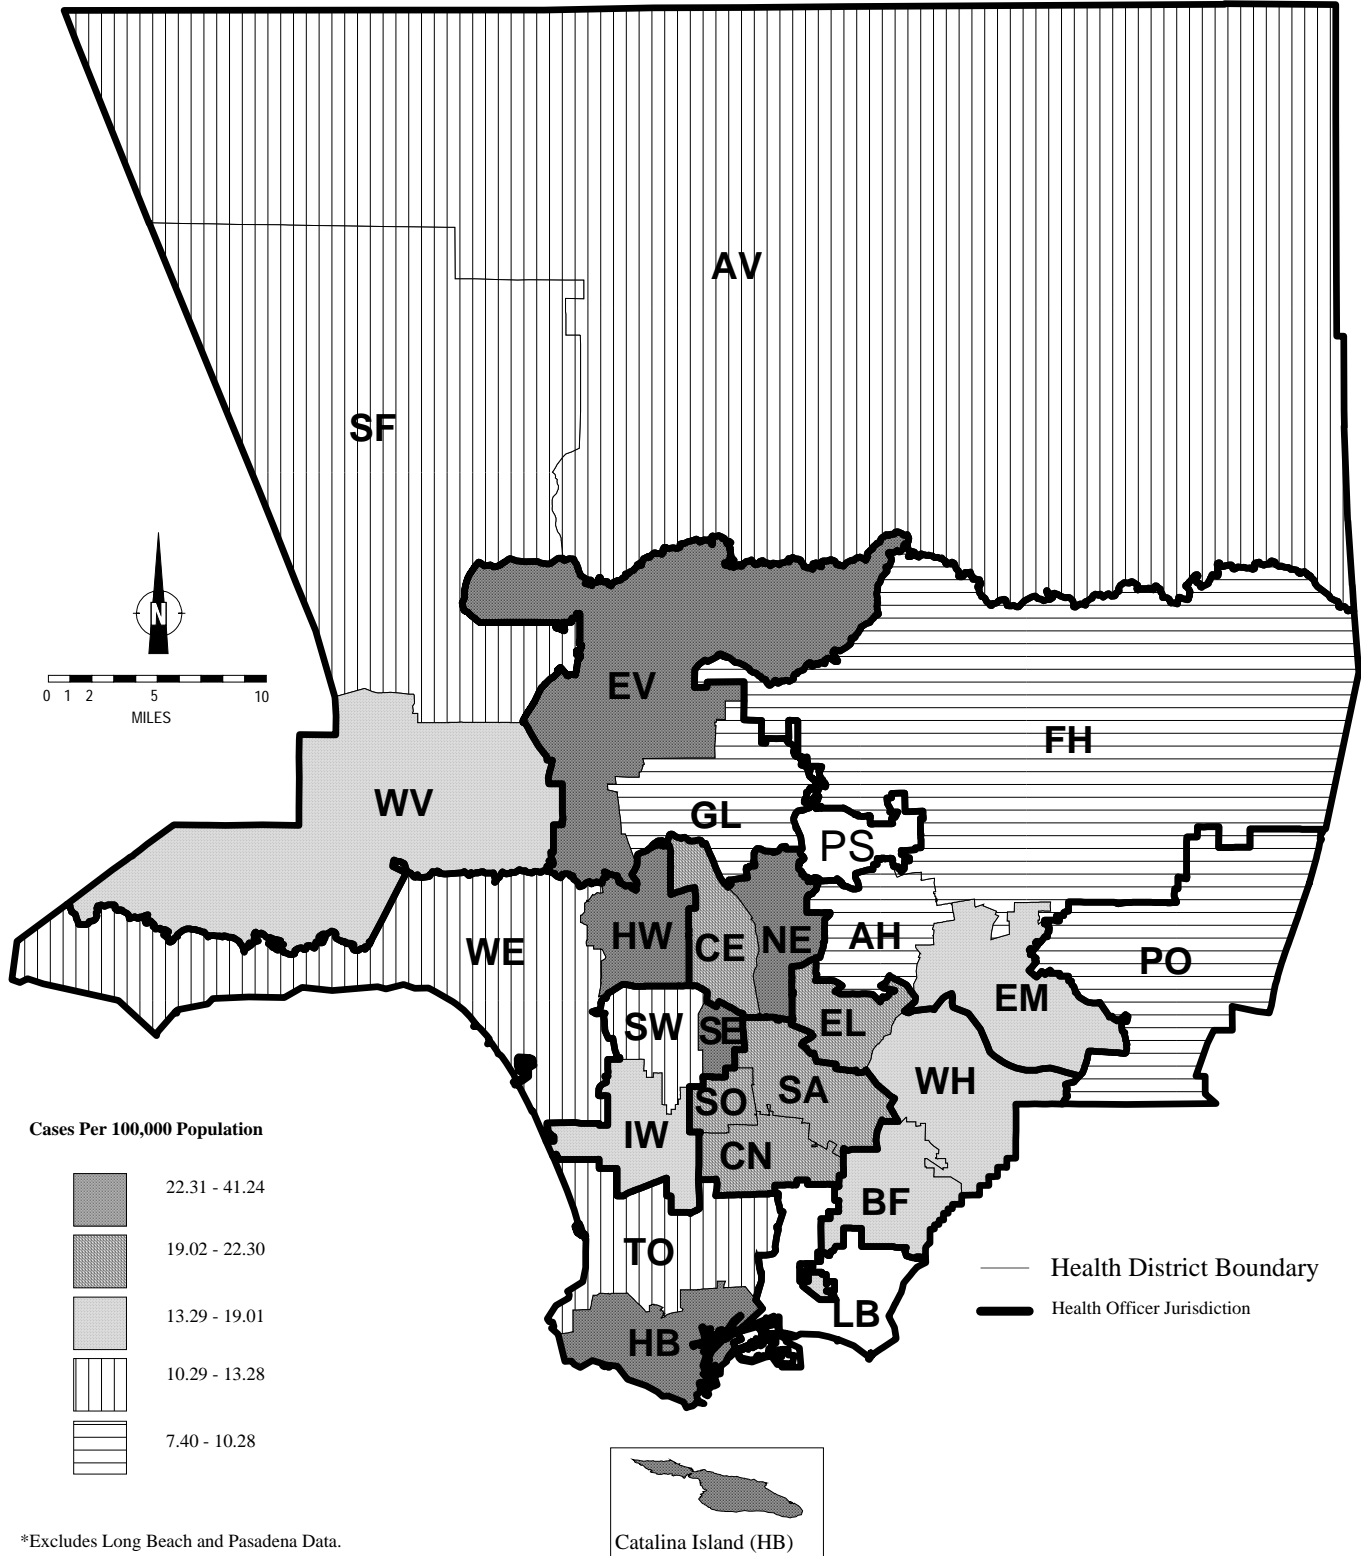 AV
SF
N
0 1 2 5 10
MILES
EV
FH
WV
GL
PS
HW
CE
NE
AH
WE
PO
EM
SW
SE
EL
WH
SA
SO
IW
CN
BF
TO
LB
HB
Cases Per 100,000 Population
22.31 - 41.24
19.02 - 22.30
13.29 - 19.01
10.29 - 13.28
7.40 - 10.28
Health District Boundary
Health Officer Jurisdiction
Catalina Island (HB)
*Excludes Long Beach and Pasadena Data.